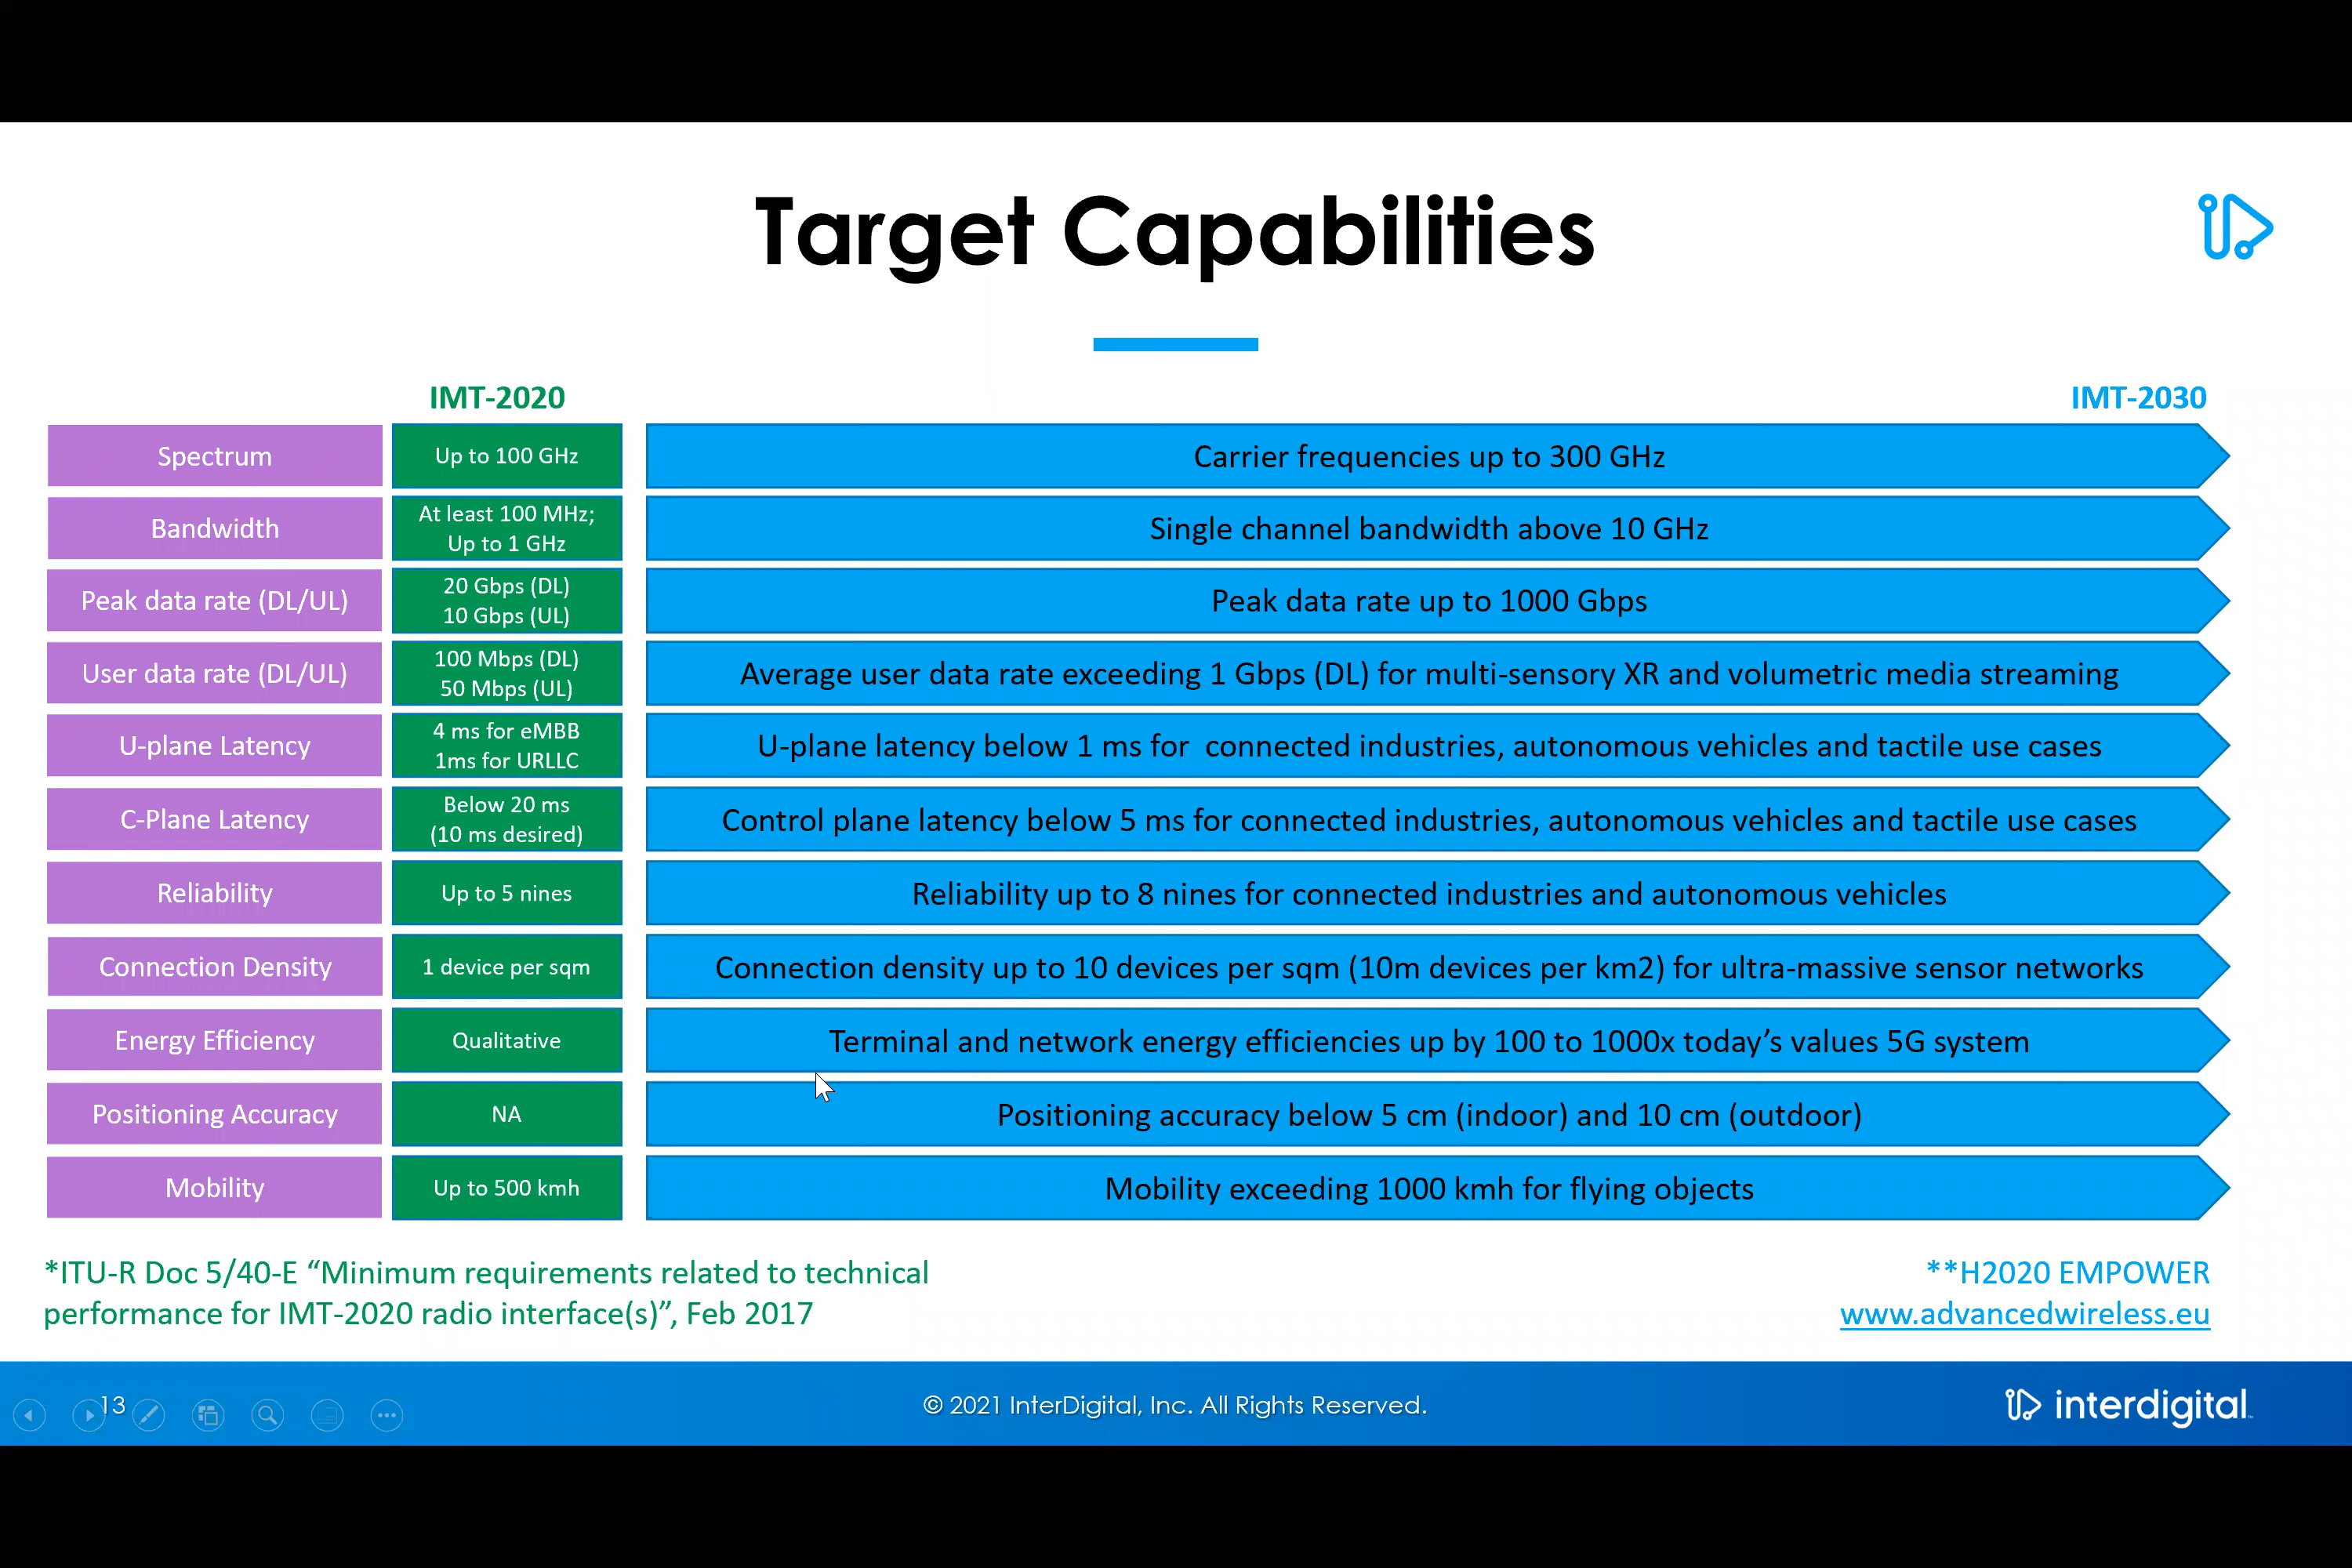 Target Capabilities
IMT-2020
IMT-2030
Spectrum
Up to 100 GHz
Carrier frequencies up to 300 GHz
Bandwidth
At least 100 MHz;
Up to 1 GHz
Single channel bandwidth above 10 GHz
Peak data rate (DL/UL)
20 Gbps (DL)
10 Gbps (UL)
Peak data rate up to 1000 Gbps
User data rate (DL/UL)
100 Mbps (DL)
50 Mbps (UL)
Average user data rate exceeding 1 Gbps (DL) for multi-sensory XR and volumetric media streaming
U-plane Latency
4 ms for eMBB
1ms for URLLC
U-plane latency below 1 ms for  connected industries, autonomous vehicles and tactile use cases
C-Plane Latency
Below 20 ms
(10 ms desired)
Control plane latency below 5 ms for connected industries, autonomous vehicles and tactile use cases
Reliability
Up to 5 nines
Reliability up to 8 nines for connected industries and autonomous vehicles
Connection Density
1 device per sqm
Connection density up to 10 devices per sqm (10m devices per km2) for ultra-massive sensor networks
Energy Efficiency
Qualitative
Terminal and network energy efficiencies up by 100 to 1000x today’s values 5G system
Positioning Accuracy
NA
Positioning accuracy below 5 cm (indoor) and 10 cm (outdoor)
Mobility
Up to 500 kmh
Mobility exceeding 1000 kmh for flying objects
*ITU-R Doc 5/40-E “Minimum requirements related to technical
performance for IMT-2020 radio interface(s)”, Feb 2017
**H2020 EMPOWER
www.advancedwireless.eu
13
© 2021 InterDigital, Inc. All Rights Reserved.
interdigital